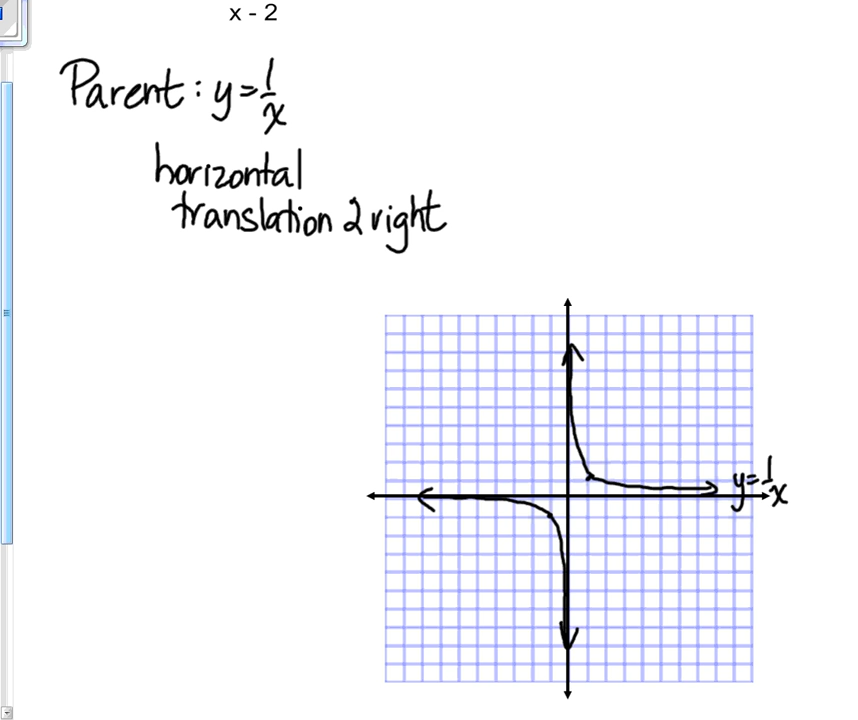 x - 2
Parent: y=1/x
horizontal
translation 2 right
y=1/x